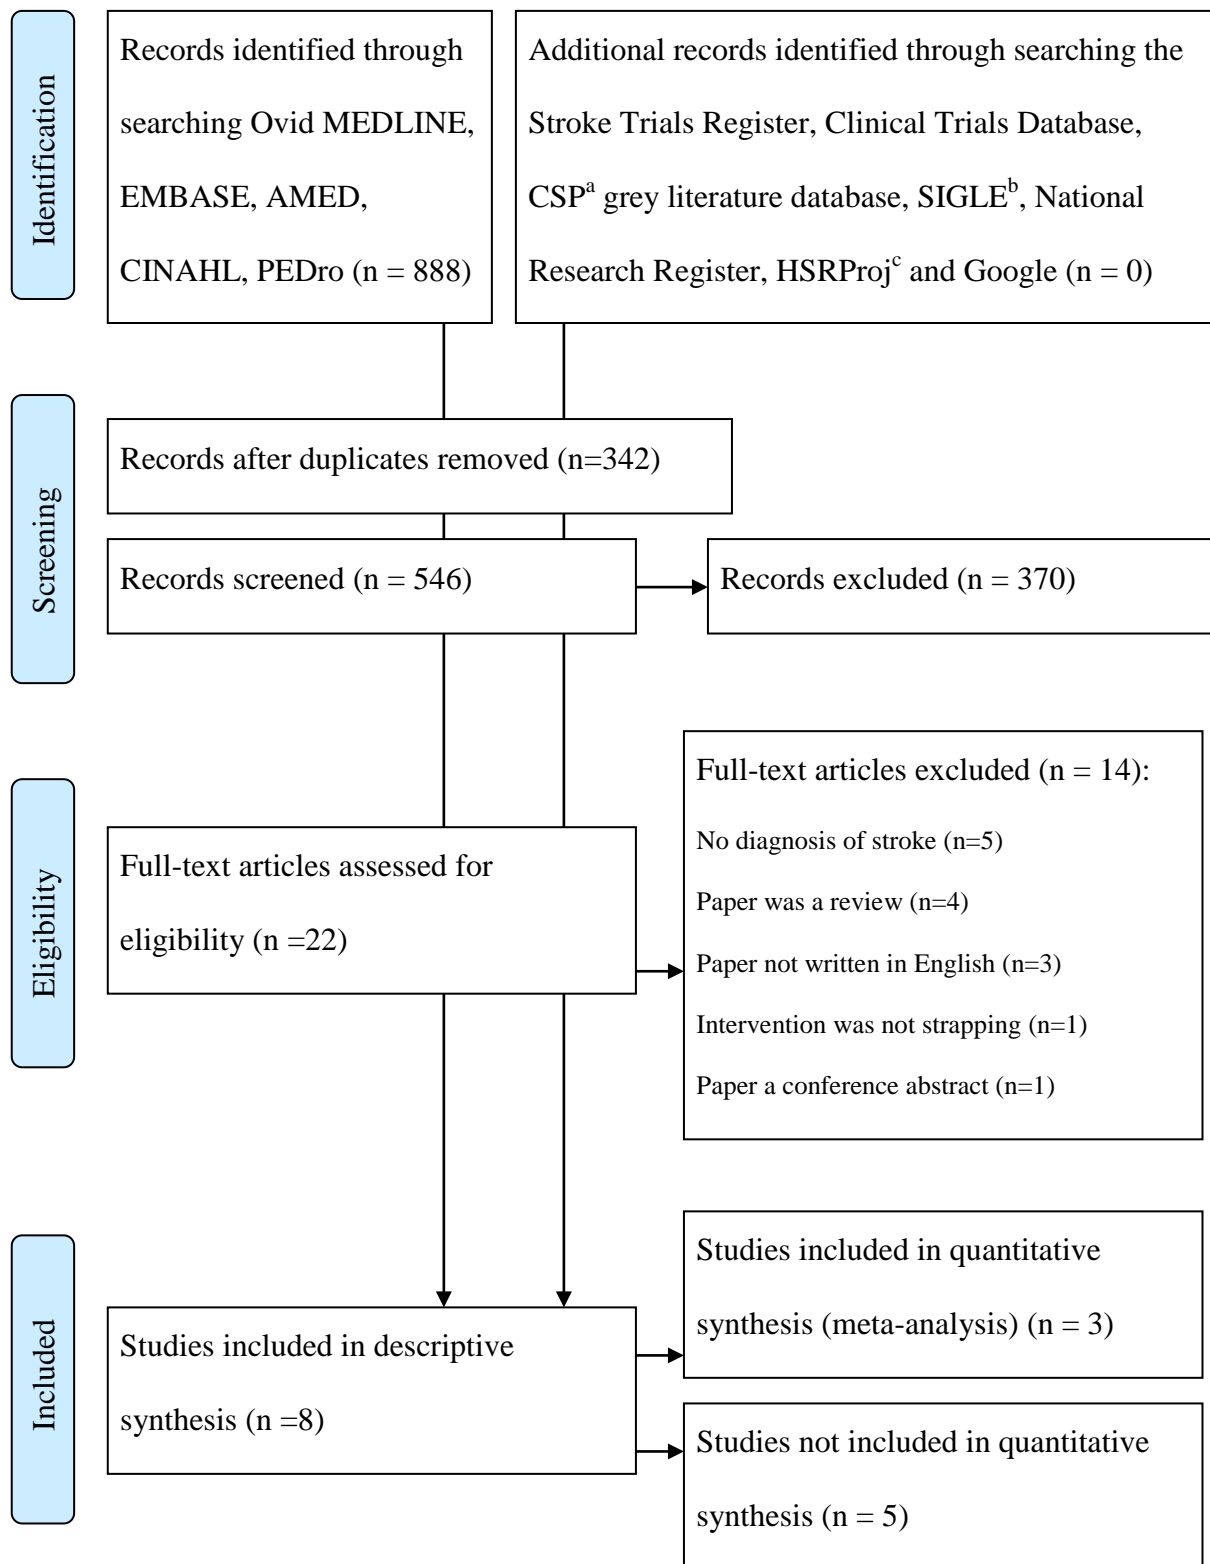 Identification
Records identified through
searching Ovid MEDLINE,
EMBASE, AMED,
CINAHL, PEDro (n = 888)
Additional records identified through searching the
Stroke Trials Register, Clinical Trials Database,
CSPa grey literature database, SIGLEb, National
Research Register, HSRProjc and Google (n = 0)
Screening
Records after duplicates removed (n=342)
Records screened (n = 546)
Records excluded (n = 370)
Eligibility
Full-text articles assessed for
eligibility (n =22)
Full-text articles excluded (n = 14):
No diagnosis of stroke (n=5)
Paper was a review (n=4)
Paper not written in English (n=3)
Intervention was not strapping (n=1)
Paper a conference abstract (n=1)
Included
Studies included in descriptive
synthesis (n =8)
Studies included in quantitative
synthesis (meta-analysis) (n = 3)
Studies not included in quantitative
synthesis (n = 5)